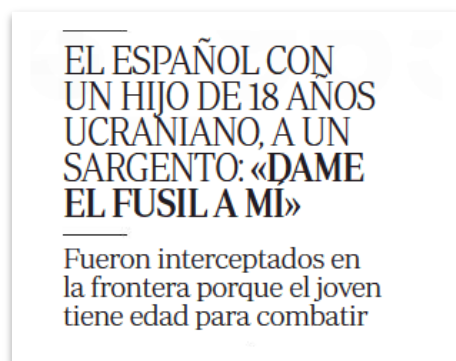 EL ESPAÑOL CON
UN HIJO DE 18 AÑOS
UCRANIANO, A UN
SARGENTO: «DAME
EL FUSIL A MÍ»
Fueron interceptados en
la frontera porque el joven
tiene edad para combatir